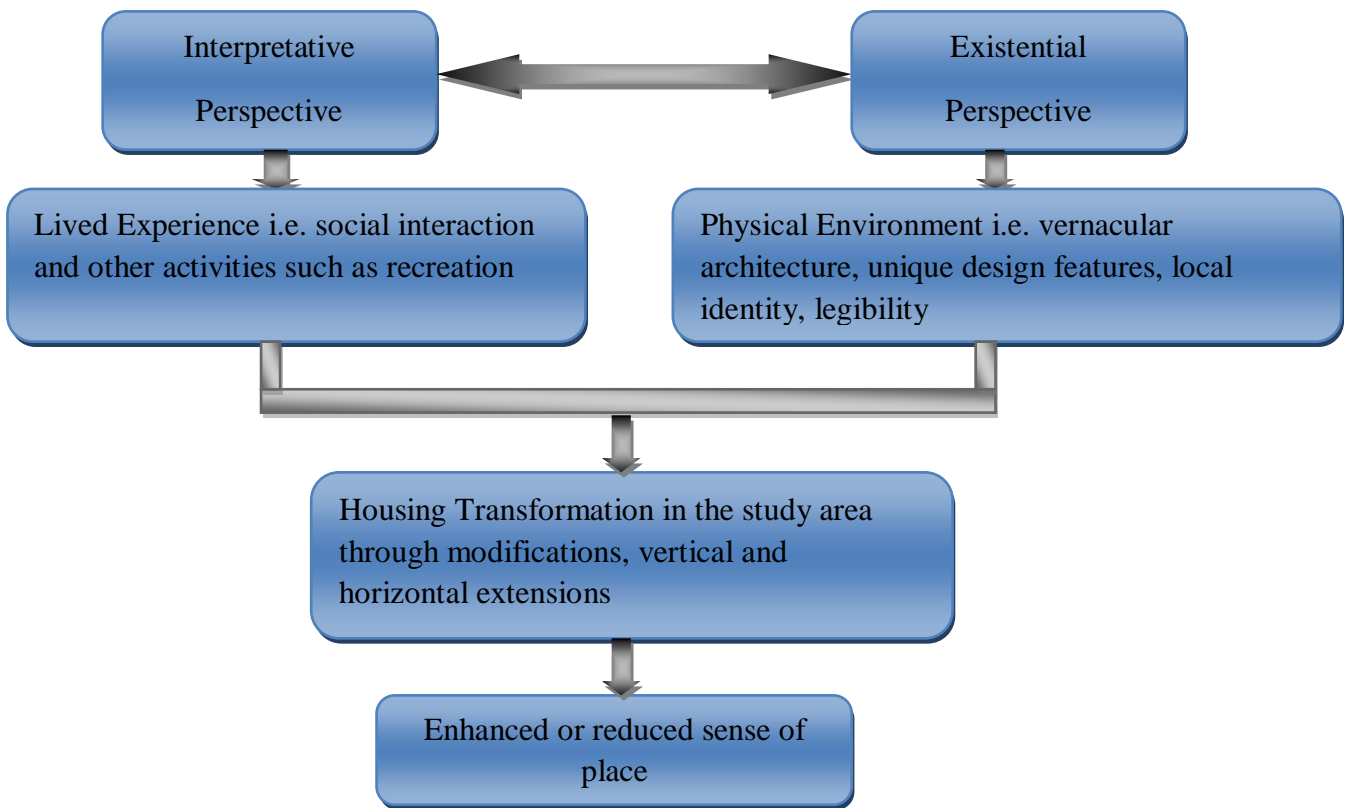 Interpretative
Perspective
Existential
Perspective
Lived Experience i.e. social interaction
and other activities such as recreation
Physical Environment i.e. vernacular
architecture, unique design features, local
identity, legibility
Housing Transformation in the study area
through modifications, vertical and
horizontal extensions
Enhanced or reduced sense of
place